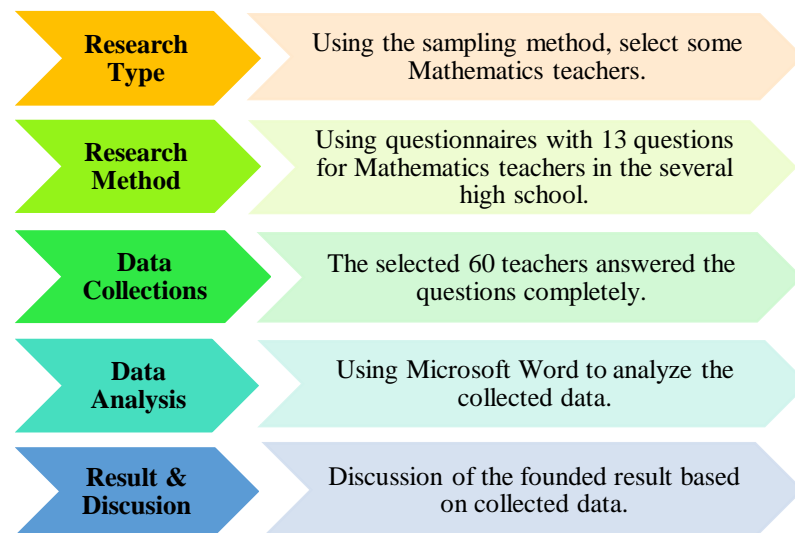 Research
Type
Using the sampling method, select some
Mathematics teachers.
Research
Method
Using questionnaires with 13 questions
for Mathematics teachers in the several
high school.
Data
Collections
The selected 60 teachers answered the
questions completely.
Data
Analysis
Using Microsoft Word to analyze the
collected data.
Result &
Discusion
Discussion of the founded result based
on collected data.